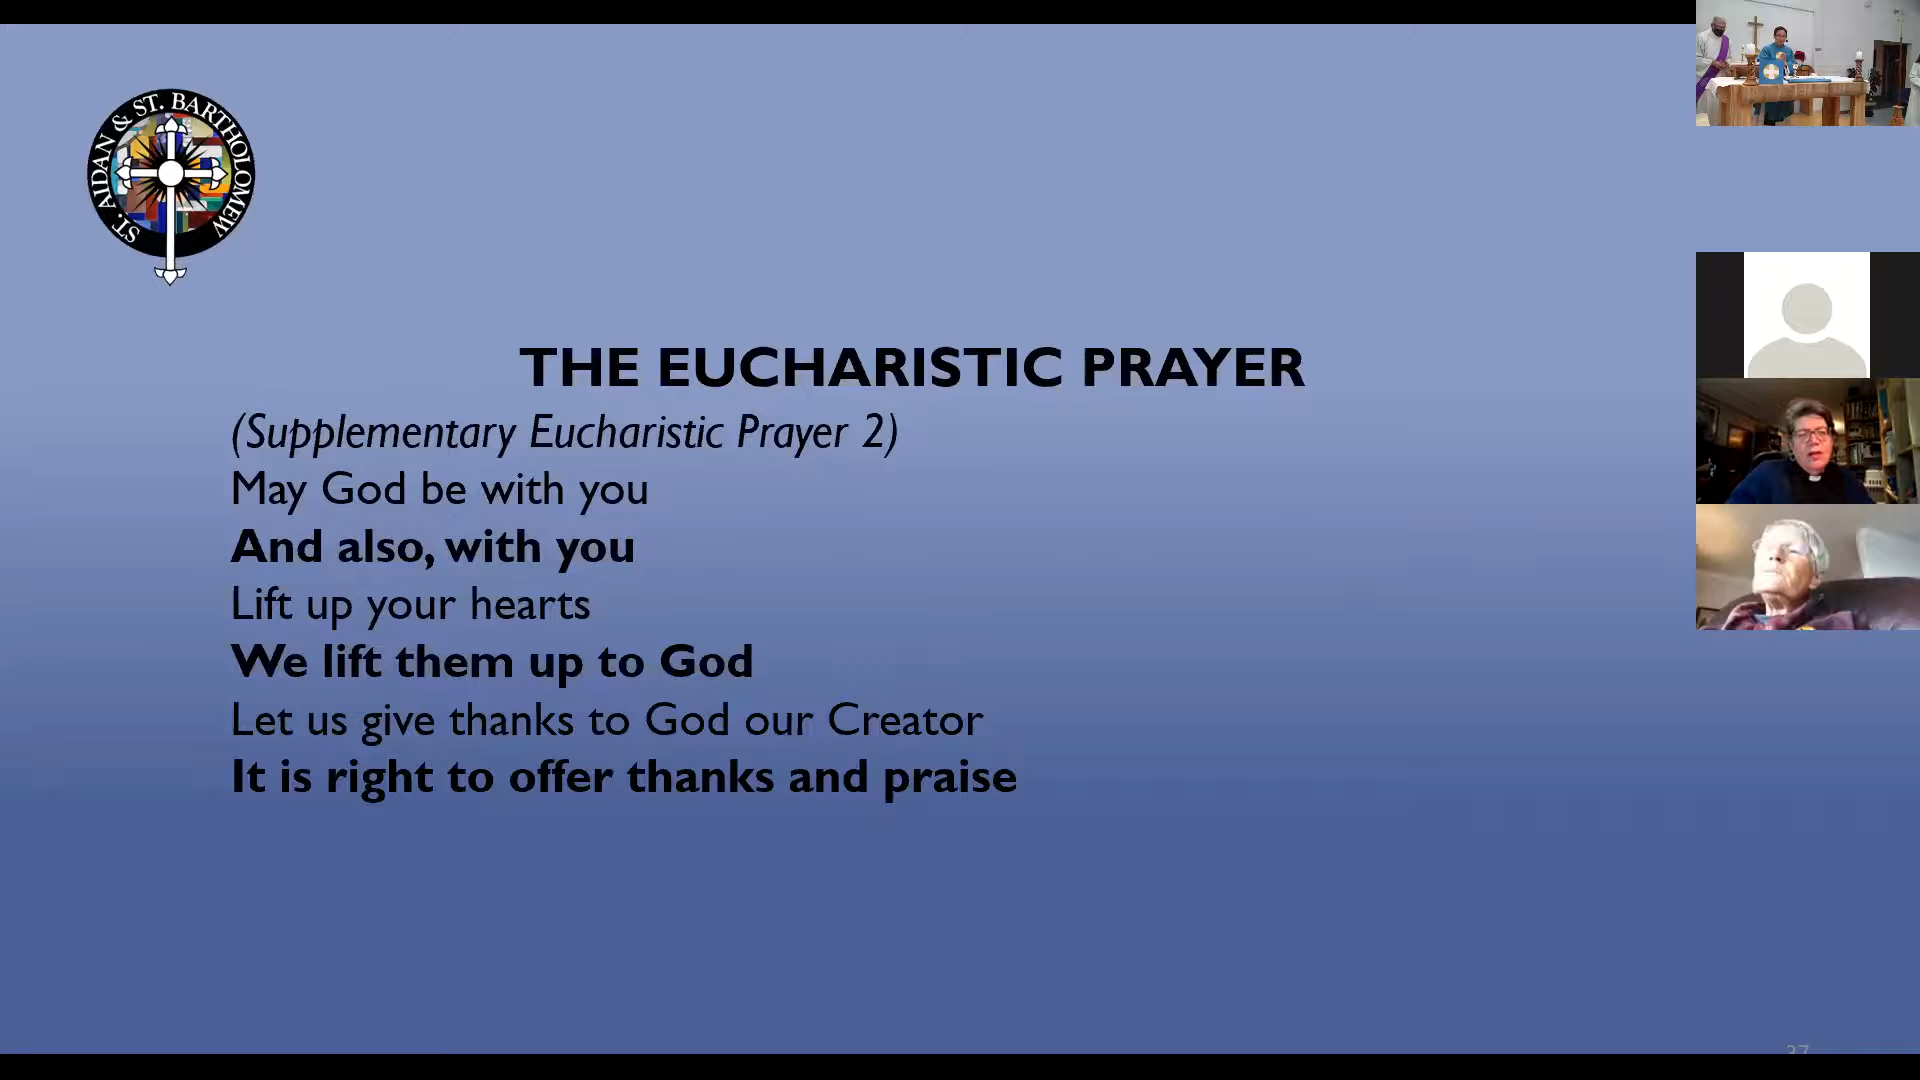 ST. AIDAN & ST. BARTHOLOMEW
THE EUCHARISTIC PRAYER
(Supplementary Eucharistic Prayer 2)
May God be with you
And also, with you
Lift up your hearts
We lift them up to God
Let us give thanks to God our Creator
It is right to offer thanks and praise
37